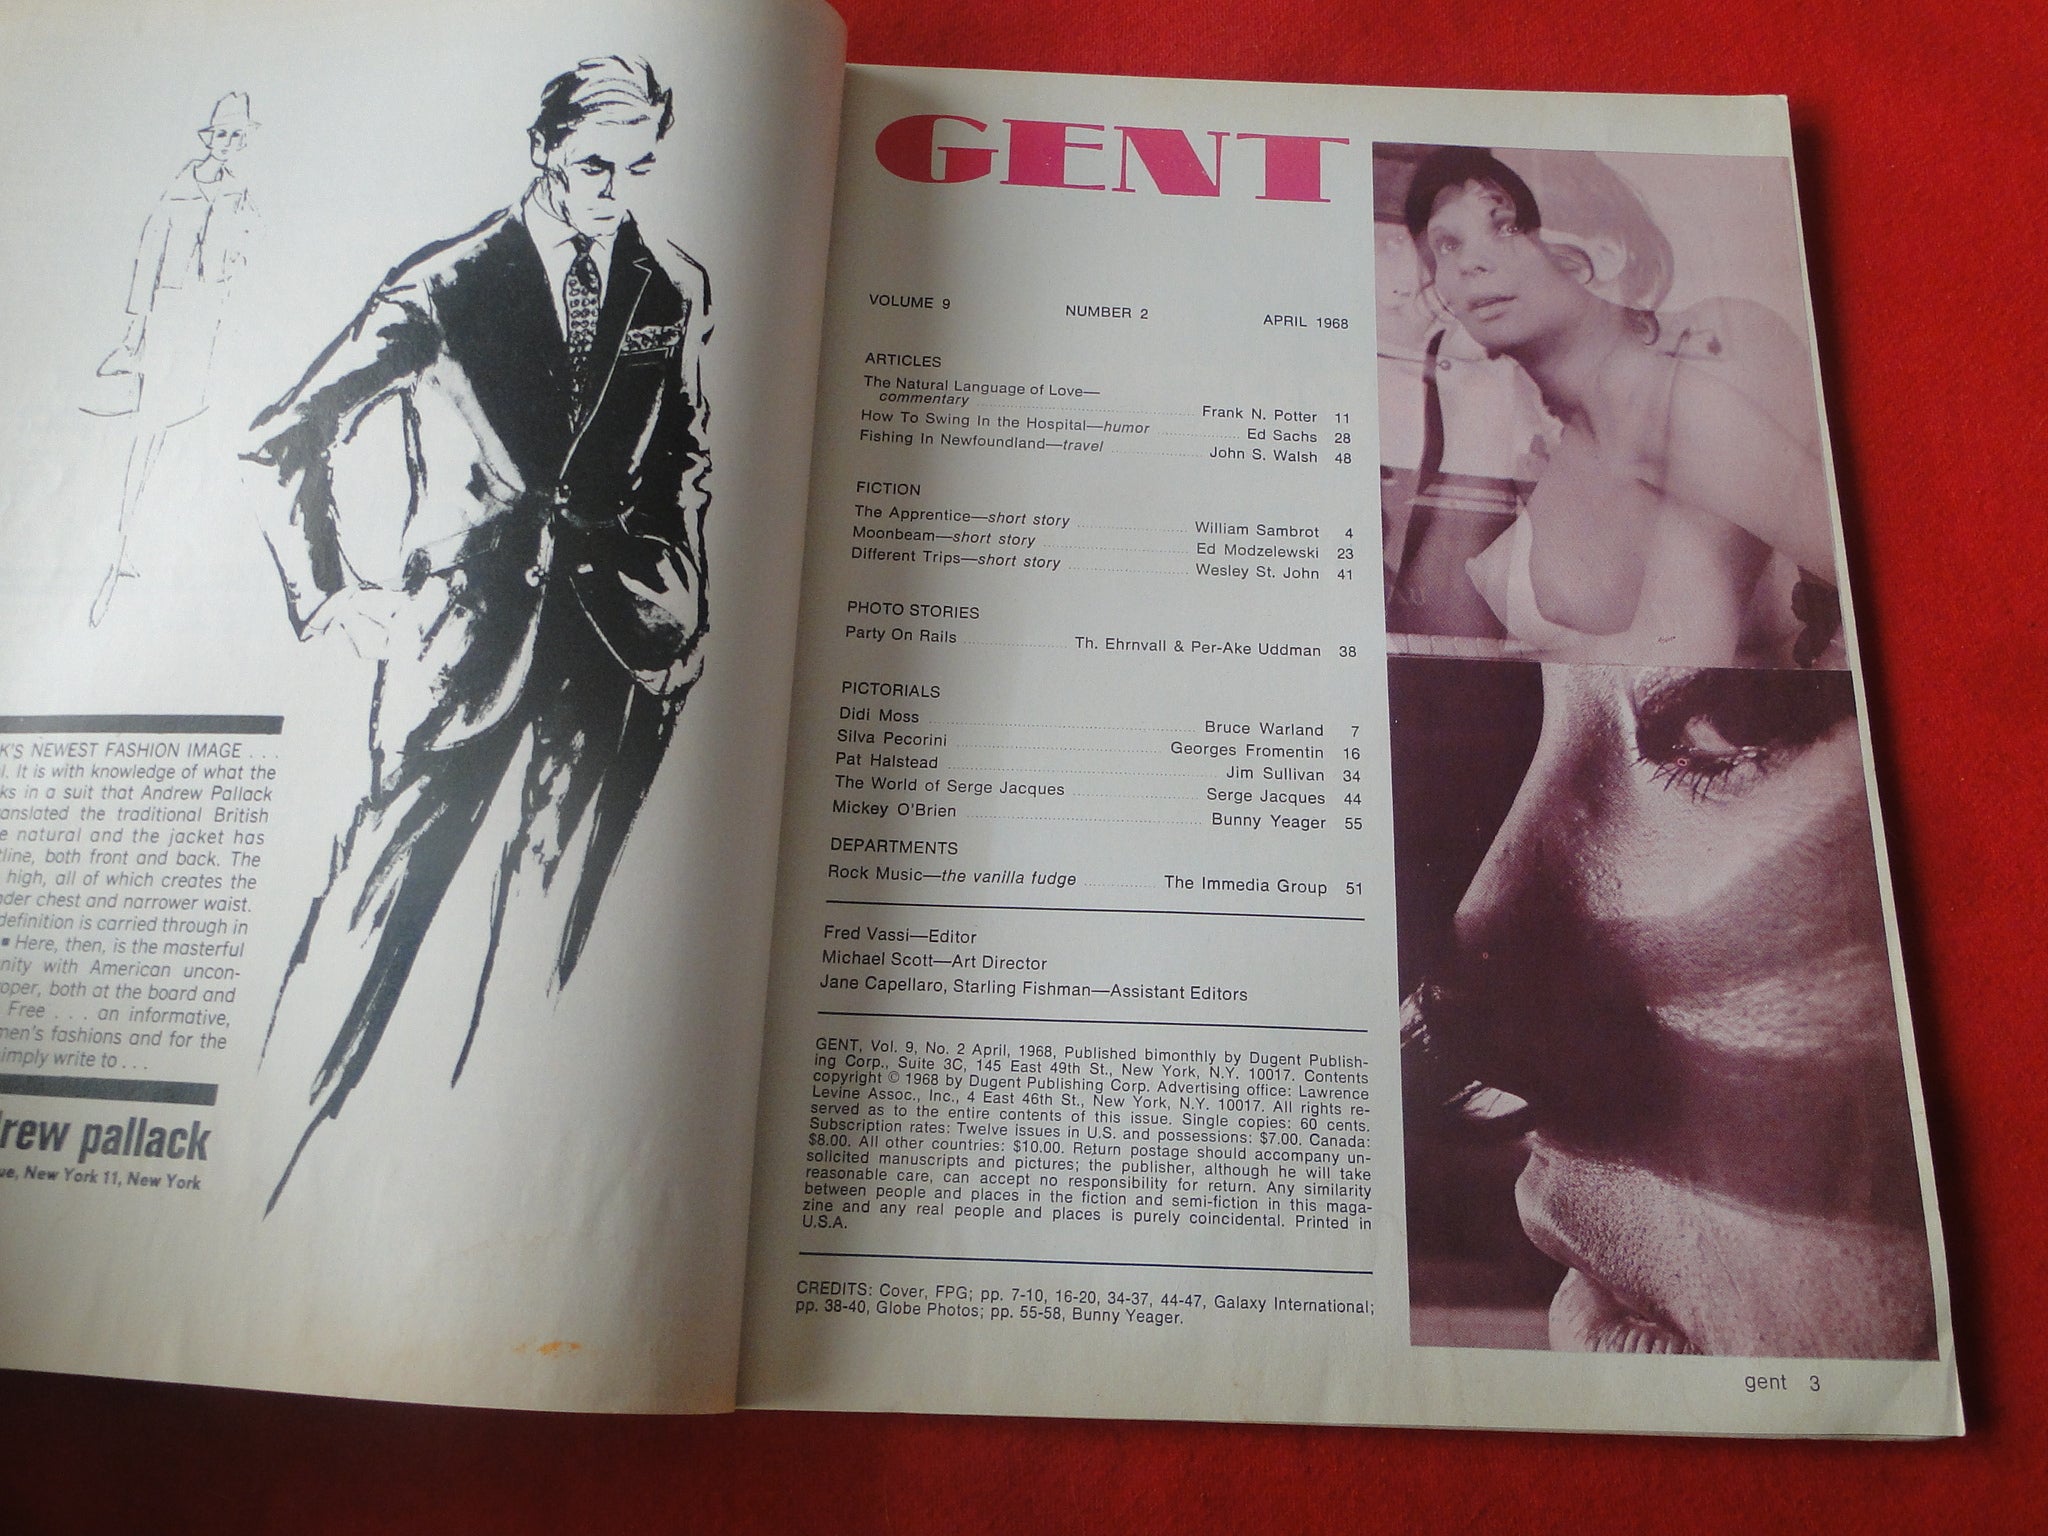 K'S NEWEST FASHION IMAGE . . .
It is with knowledge of what the
ks in a suit that Andrew Pallack
anslated the traditional British
e natural and the jacket has
line, both front and back. The
high, all of which creates the
der chest and narrower waist.
definition is carried through in
▪ Here, then, is the masterful
nity with American uncon-
oper, both at the board and
Free . . . an informative,
men's fashions and for the
simply write to . . .
drew pallack
ue, New York 11, New York
GENT
VOLUME 9 NUMBER 2 APRIL 1968
ARTICLES
The Natural Language of Love—
commentary Frank N. Potter 11
How To Swing In the Hospital—humor Ed Sachs 28
Fishing In Newfoundland—travel John S. Walsh 48
FICTION
The Apprentice—short story William Sambrot 4
Moonbeam—short story Ed Modzelewski 23
Different Trips—short story Wesley St. John 41
PHOTO STORIES
Party On Rails Th. Ehrnvall & Per-Ake Uddman 38
PICTORIALS
Didi Moss Bruce Warland 7
Silva Pecorini Georges Fromentin 16
Pat Halstead Jim Sullivan 34
The World of Serge Jacques Serge Jacques 44
Mickey O'Brien Bunny Yeager 55
DEPARTMENTS
Rock Music—the vanilla fudge The Immedia Group 51
Fred Vassi—Editor
Michael Scott—Art Director
Jane Capellaro, Starling Fishman—Assistant Editors
GENT, Vol. 9, No. 2 April, 1968, Published bimonthly by Dugent Publish-
ing Corp., Suite 3C, 145 East 49th St., New York, N.Y. 10017. Contents
copyright © 1968 by Dugent Publishing Corp. Advertising office: Lawrence
Levine Assoc., Inc., 4 East 46th St., New York, N.Y. 10017. All rights re-
served as to the entire contents of this issue. Single copies: 60 cents.
Subscription rates: Twelve issues in U.S. and possessions: $7.00. Canada:
$8.00. All other countries: $10.00. Return postage should accompany un-
solicited manuscripts and pictures; the publisher, although he will take
reasonable care, can accept no responsibility for return. Any similarity
between people and places in the fiction and semi-fiction in this maga-
zine and any real people and places is purely coincidental. Printed in
U.S.A.
CREDITS: Cover, FPG; pp. 7-10, 16-20, 34-37, 44-47, Galaxy International;
pp. 38-40, Globe Photos; pp. 55-58, Bunny Yeager.
gent 3